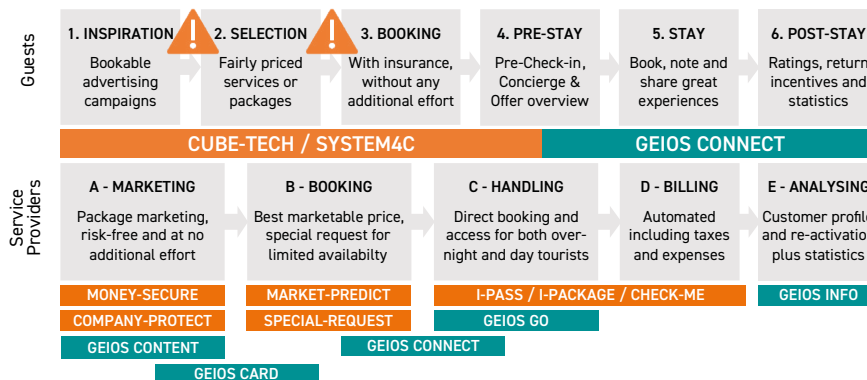 Guests
1. INSPIRATION
Bookable
advertising
campaigns
!
2. SELECTION
Fairly priced
services or
packages
!
3. BOOKING
With insurance,
without any
additional effort
4. PRE-STAY
Pre-Check-in,
Concierge &
Offer overview
5. STAY
Book, note and
share great
experiences
6. POST-STAY
Ratings, return
incentives and
statistics
CUBE-TECH / SYSTEM4C
GEIOS CONNECT
Service
Providers
A - MARKETING
Package marketing,
risk-free and at no
additional effort
B - BOOKING
Best marketable price,
special request for
limited availabilty
C - HANDLING
Direct booking and
access for both over-
night and day tourists
D - BILLING
Automated
including taxes
and expenses
E - ANALYSING
Customer profile
and re-activation
plus statistics
MONEY-SECURE
MARKET-PREDICT
I-PASS / I-PACKAGE / CHECK-ME
GEIOS INFO
COMPANY-PROTECT
SPECIAL-REQUEST
GEIOS GO
GEIOS CONTENT
GEIOS CONNECT
GEIOS CARD